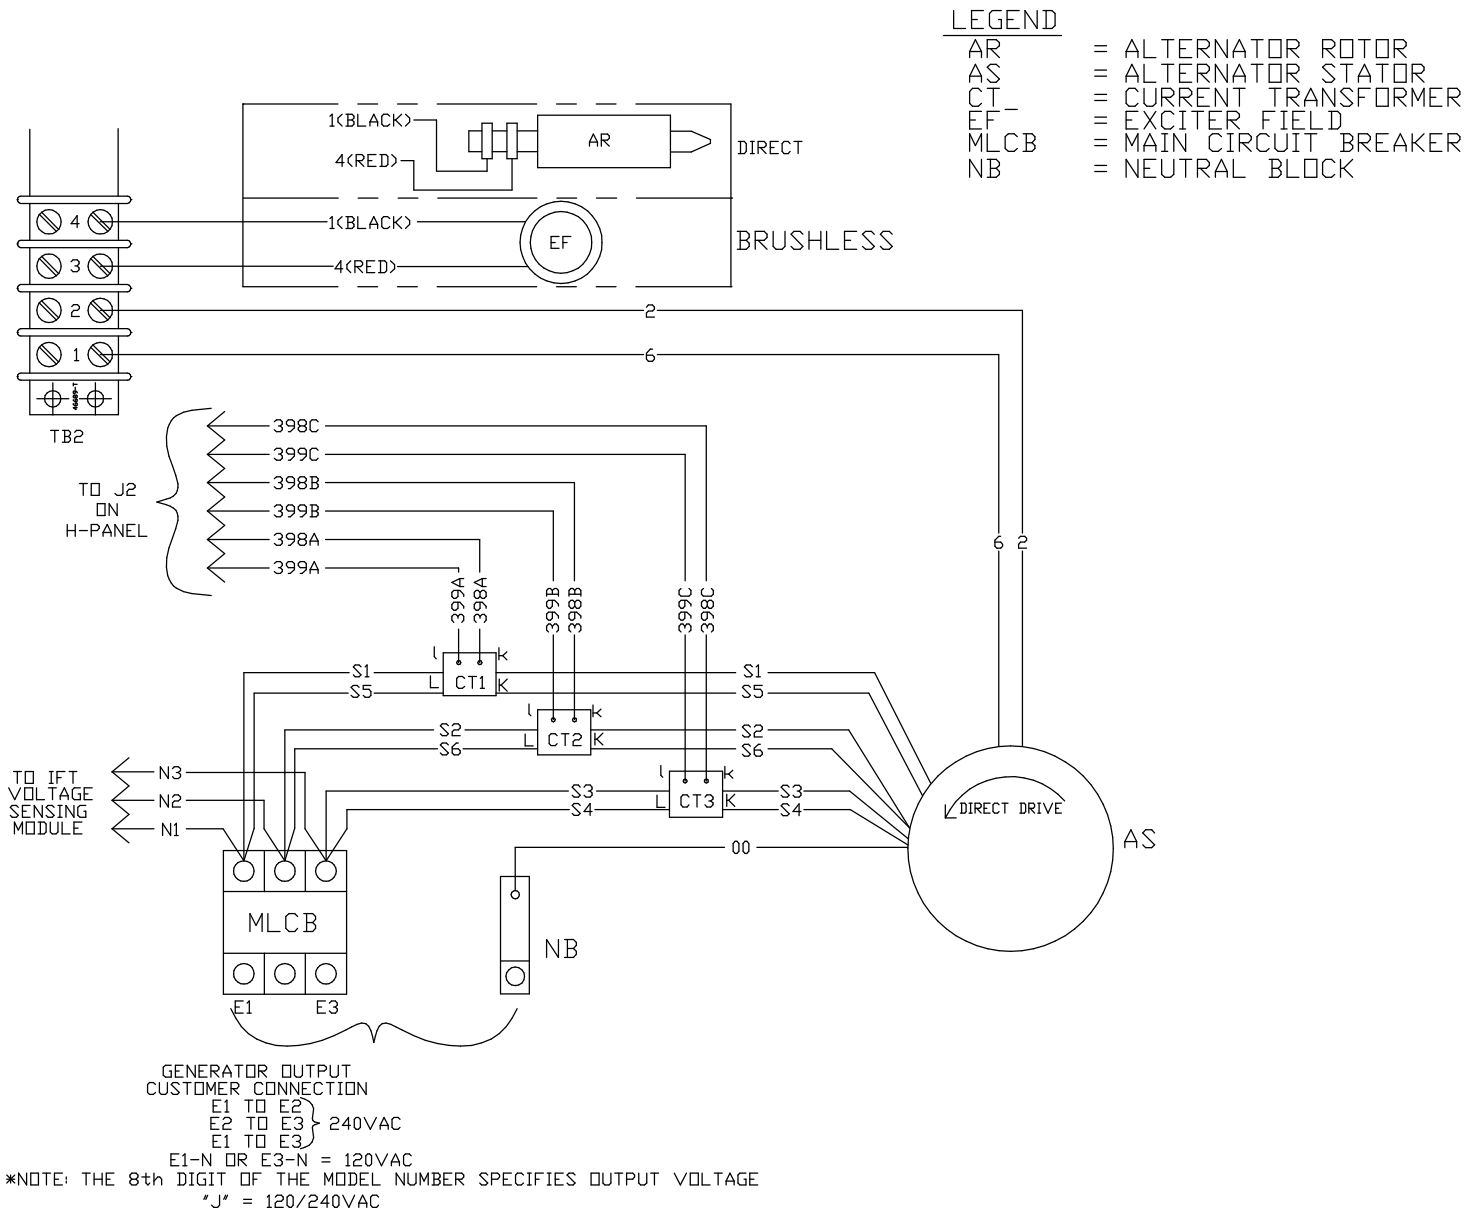 LEGEND
AR = ALTERNATOR ROTOR
AS = ALTERNATOR STATOR
CT_ = CURRENT TRANSFORMER
EF = EXCITER FIELD
MLCB = MAIN CIRCUIT BREAKER
NB = NEUTRAL BLOCK
1(BLACK)
AR
DIRECT
4(RED)
4
1(BLACK)
EF
BRUSHLESS
3
4(RED)
2
2
1
6
46689-T
TB2
398C
399C
TO J2
ON
H-PANEL
398B
399B
398A
399A
6 2
399A 398A 399B 398B 399C 398C
l k
S1 S1
L CT1 K
S5 S5
l k
S2 S2
L CT2 K
S6 S6
l k
TO IFT
VOLTAGE
SENSING
MODULE
N3
N2
N1
S3 S3
L CT3 K
S4 S4
DIRECT DRIVE
AS
00
MLCB
NB
E1 E3
GENERATOR OUTPUT
CUSTOMER CONNECTION
E1 TO E2
E2 TO E3 240VAC
E1 TO E3
E1-N OR E3-N = 120VAC
*NOTE: THE 8th DIGIT OF THE MODEL NUMBER SPECIFIES OUTPUT VOLTAGE
"J" = 120/240VAC